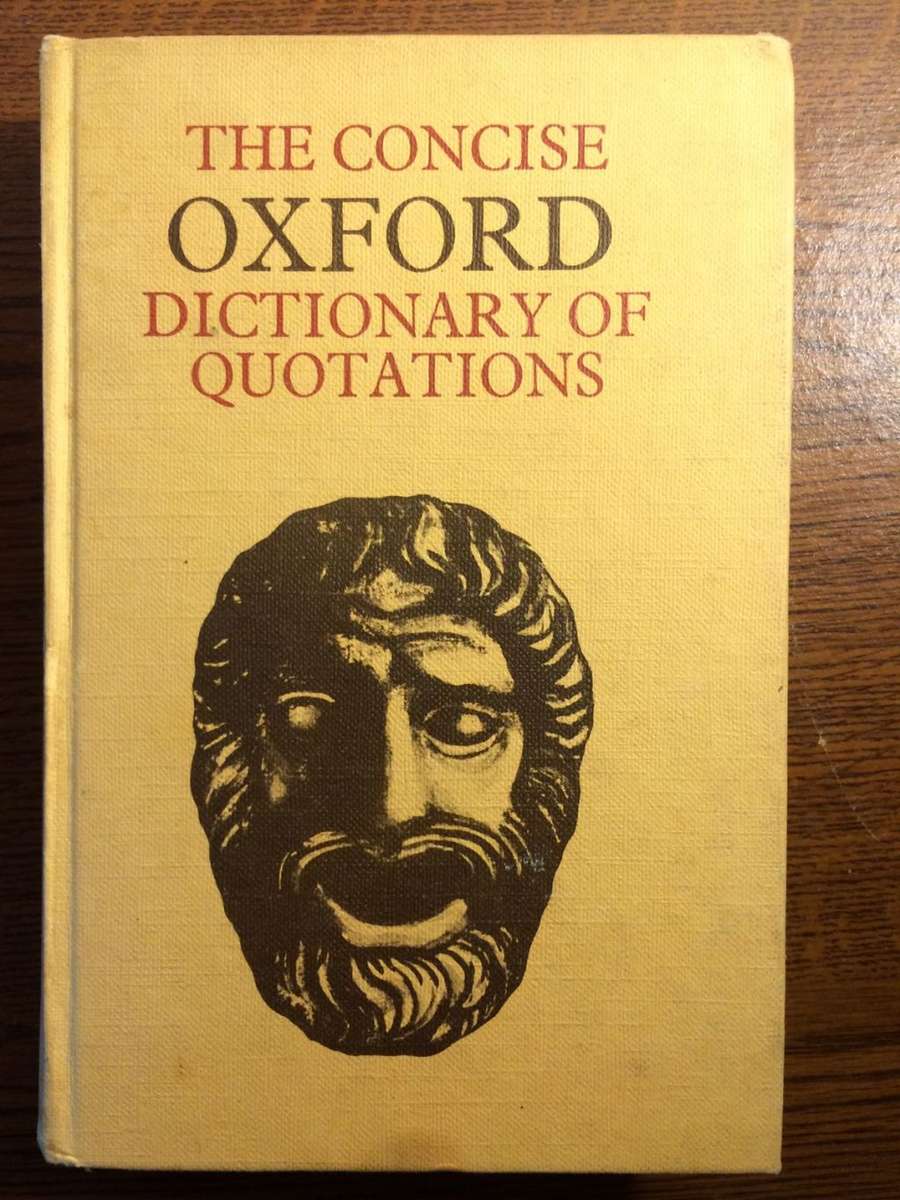 THE CONCISE
OXFORD
DICTIONARY OF
QUOTATIONS